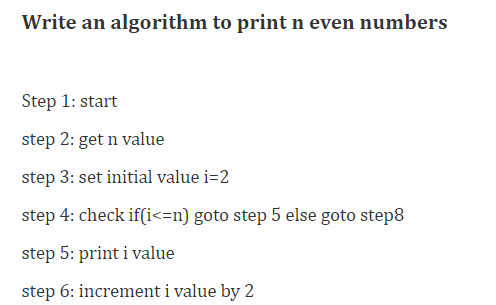 Write an algorithm to print n even numbers
Step 1: start
step 2: get n value
step 3: set initial value i=2
step 4: check if(i<=n) goto step 5 else goto step8
step 5: print i value
step 6: increment i value by 2